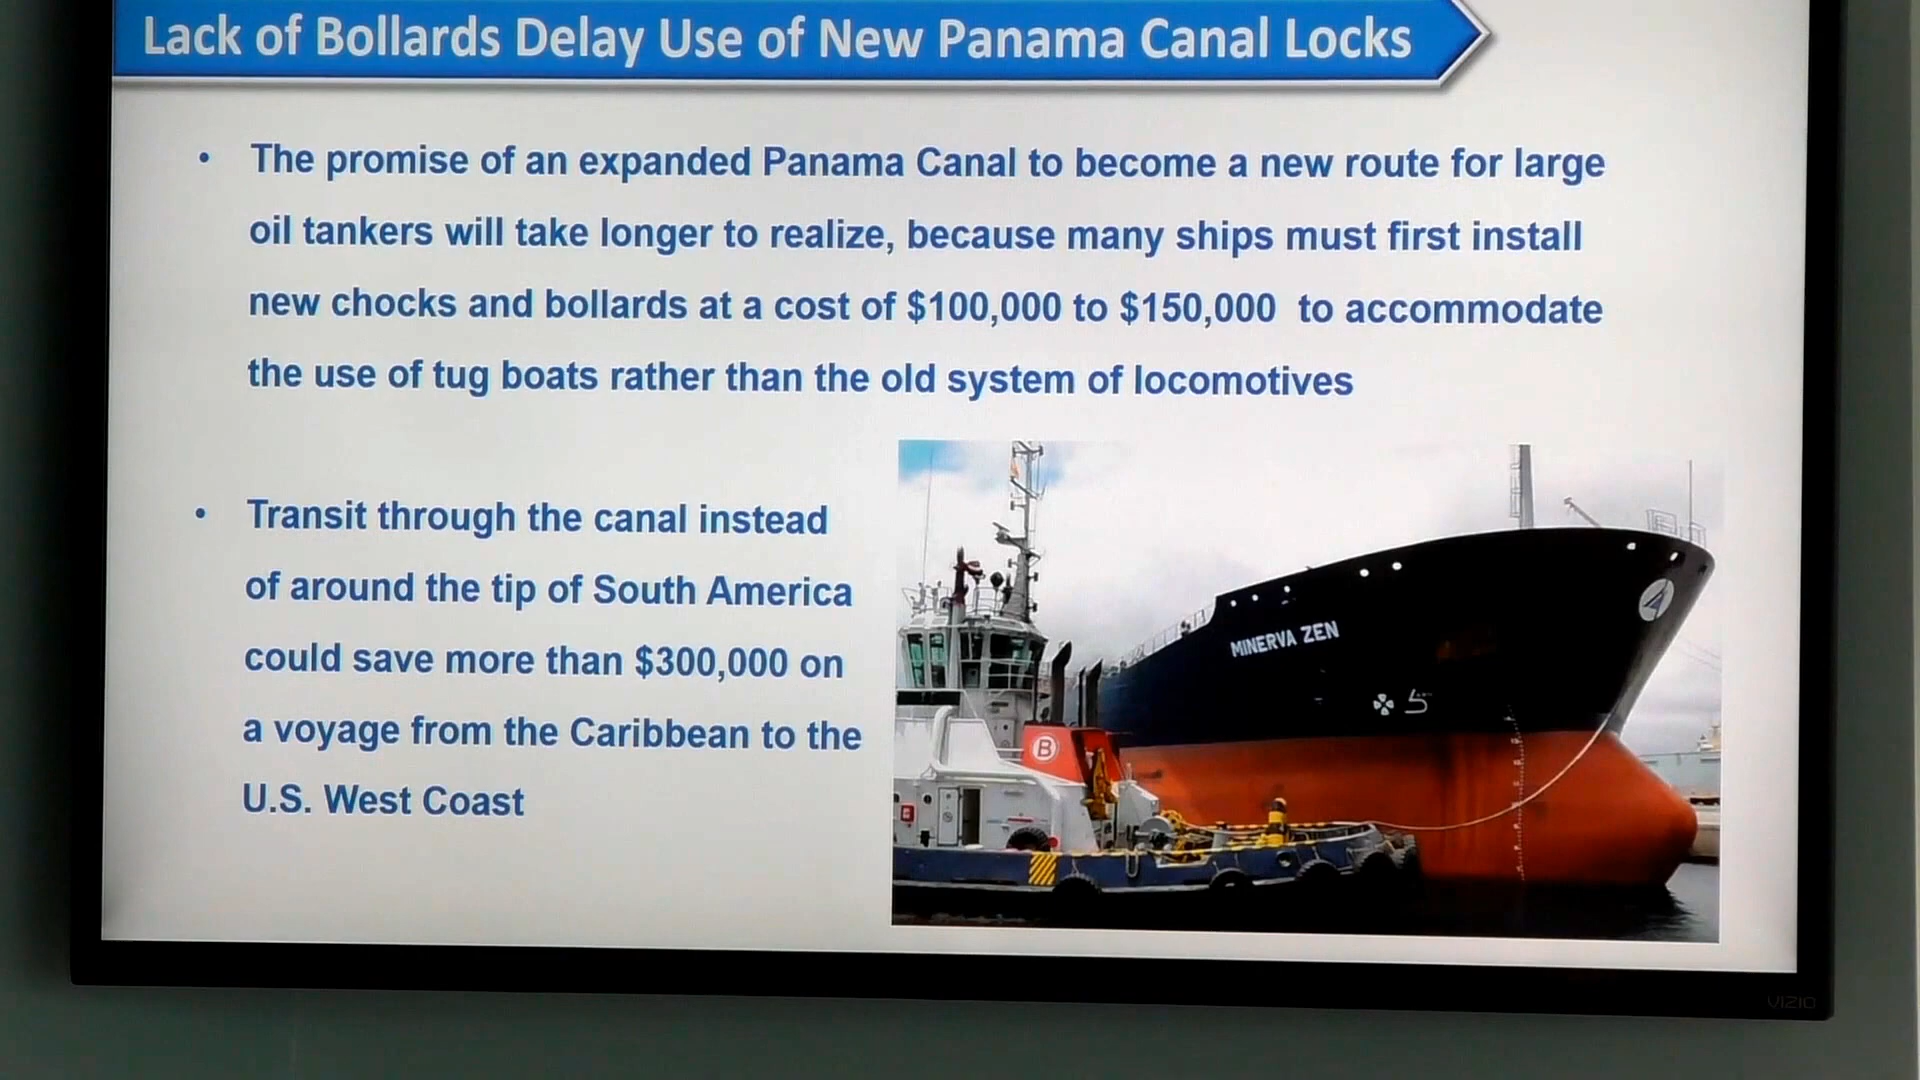 Lack of Bollards Delay Use of New Panama Canal Locks
• The promise of an expanded Panama Canal to become a new route for large
oil tankers will take longer to realize, because many ships must first install
new chocks and bollards at a cost of $100,000 to $150,000 to accommodate
the use of tug boats rather than the old system of locomotives
• Transit through the canal instead
of around the tip of South America
could save more than $300,000 on
a voyage from the Caribbean to the
U.S. West Coast
MINERVA ZEN
B
VIZIO